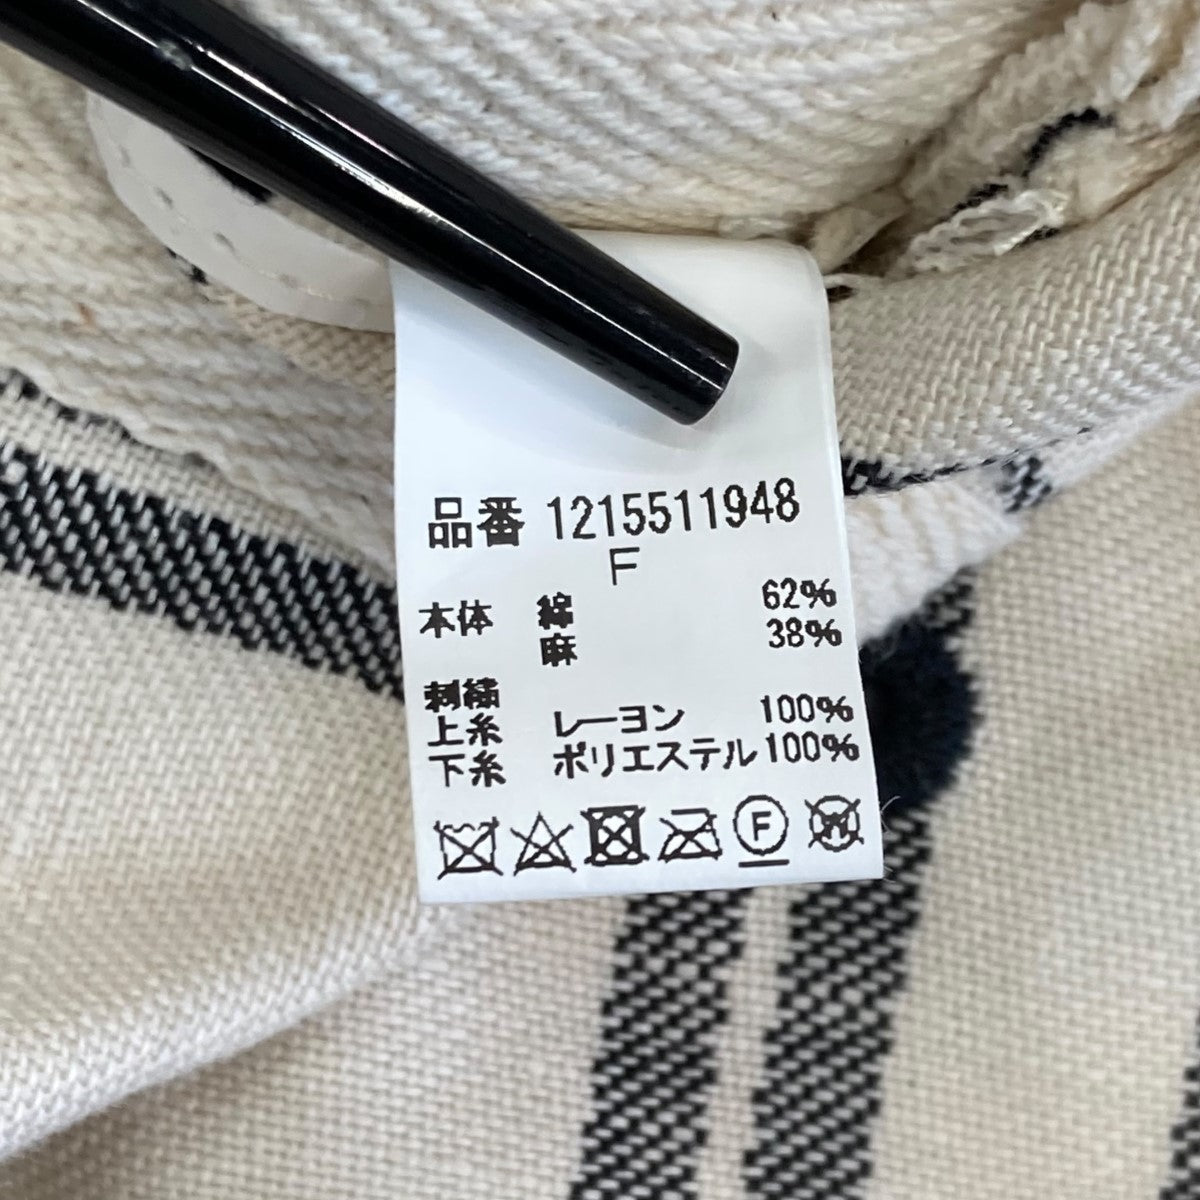 品番 1215511948
F
本体 綿 62%
麻 38%
刺繍
上糸 レーヨン 100%
下糸 ポリエステル 100%
F
W